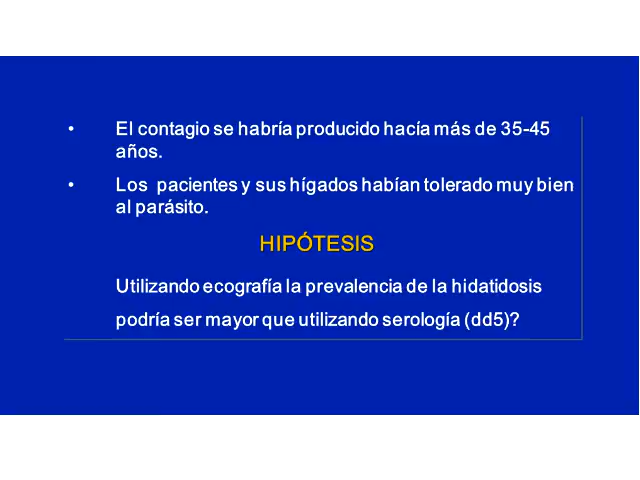 • El contagio se habría producido hacía más de 35-45
años.
• Los pacientes y sus hígados habían tolerado muy bien
al parásito.
HIPÓTESIS
Utilizando ecografía la prevalencia de la hidatidosis
podría ser mayor que utilizando serología (dd5)?